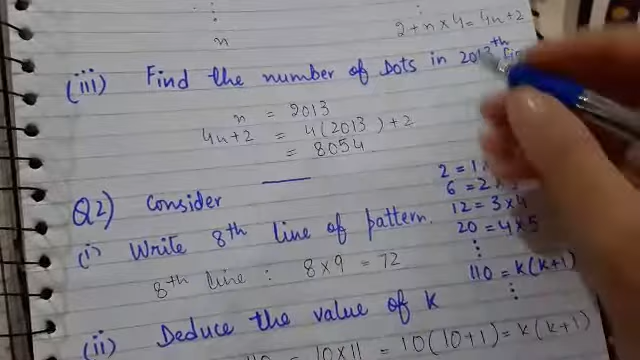 n
2 + n × 4 = 4n + 2
(iii) Find the number of Dots in 2013th
n = 2013
4n+2 = 4(2013) + 2
= 8054
Q2) Consider
2 = 1
6 = 2 ×
12 = 3 × 4
20 = 4 × 5
⋮
110 = k(k+1)
⋮
(i) Write 8th line of pattern.
8th line : 8 × 9 = 72
(ii) Deduce the value of k
= 10 × 11 = 10(10+1) = k(k+1)